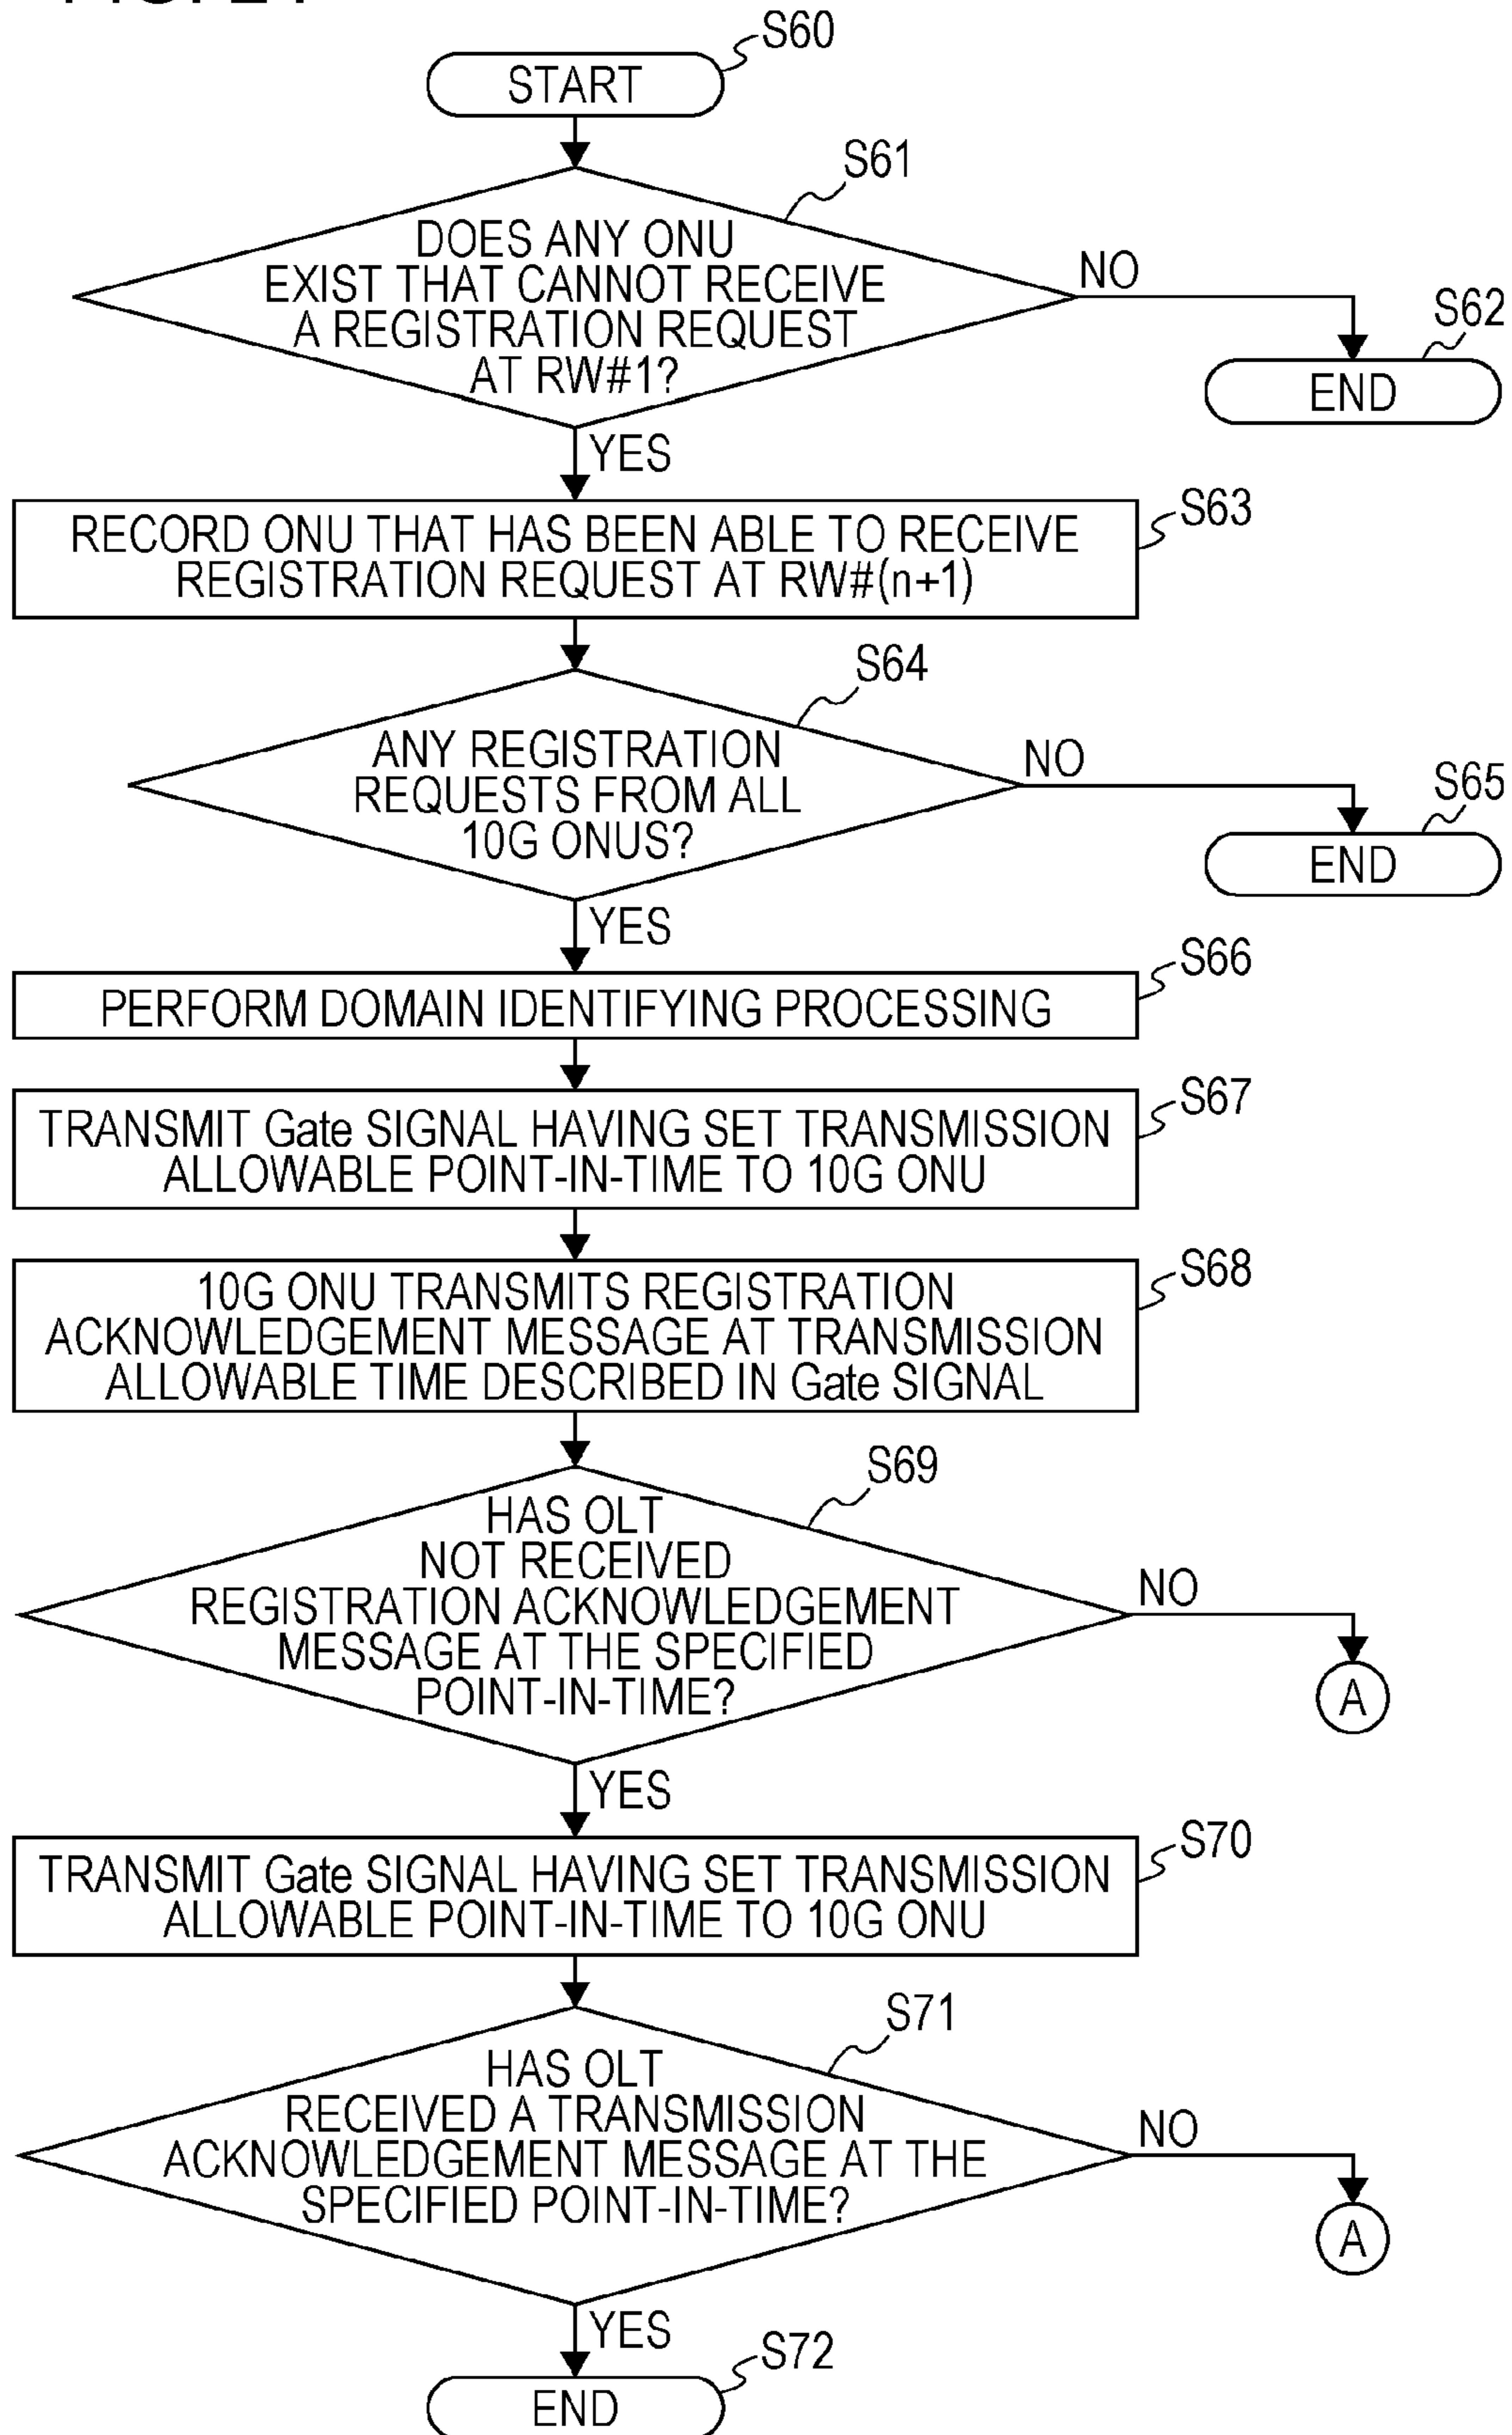 S60
START
S61
DOES ANY ONU
EXIST THAT CANNOT RECEIVE
A REGISTRATION REQUEST
AT RW#1?
NO
S62
END
YES
S63
RECORD ONU THAT HAS BEEN ABLE TO RECEIVE
REGISTRATION REQUEST AT RW#(n+1)
S64
ANY REGISTRATION
REQUESTS FROM ALL
10G ONUS?
NO
S65
END
YES
S66
PERFORM DOMAIN IDENTIFYING PROCESSING
S67
TRANSMIT Gate SIGNAL HAVING SET TRANSMISSION
ALLOWABLE POINT-IN-TIME TO 10G ONU
S68
10G ONU TRANSMITS REGISTRATION
ACKNOWLEDGEMENT MESSAGE AT TRANSMISSION
ALLOWABLE TIME DESCRIBED IN Gate SIGNAL
S69
HAS OLT
NOT RECEIVED
REGISTRATION ACKNOWLEDGEMENT
MESSAGE AT THE SPECIFIED
POINT-IN-TIME?
NO
A
YES
S70
TRANSMIT Gate SIGNAL HAVING SET TRANSMISSION
ALLOWABLE POINT-IN-TIME TO 10G ONU
S71
HAS OLT
RECEIVED A TRANSMISSION
ACKNOWLEDGEMENT MESSAGE AT THE
SPECIFIED POINT-IN-TIME?
NO
A
YES
S72
END